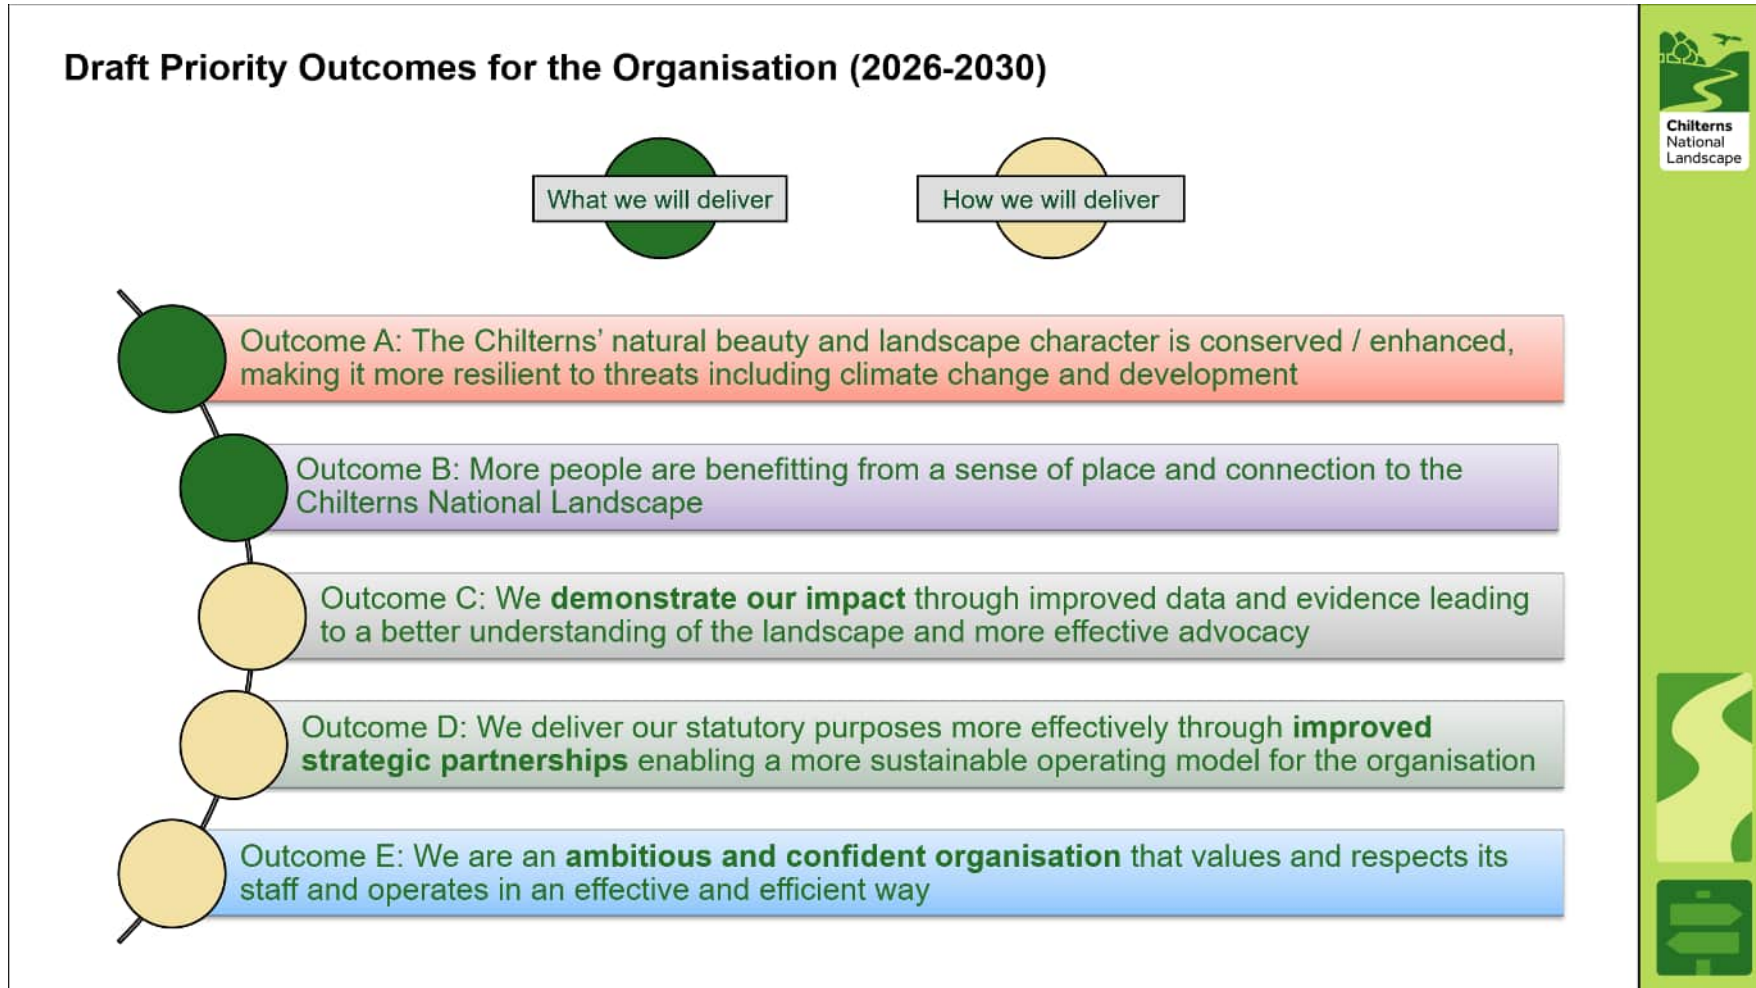 Draft Priority Outcomes for the Organisation (2026-2030)
Chilterns
National
Landscape
What we will deliver
How we will deliver
Outcome A: The Chilterns’ natural beauty and landscape character is conserved / enhanced,
making it more resilient to threats including climate change and development
Outcome B: More people are benefitting from a sense of place and connection to the
Chilterns National Landscape
Outcome C: We demonstrate our impact through improved data and evidence leading
to a better understanding of the landscape and more effective advocacy
Outcome D: We deliver our statutory purposes more effectively through improved
strategic partnerships enabling a more sustainable operating model for the organisation
Outcome E: We are an ambitious and confident organisation that values and respects its
staff and operates in an effective and efficient way